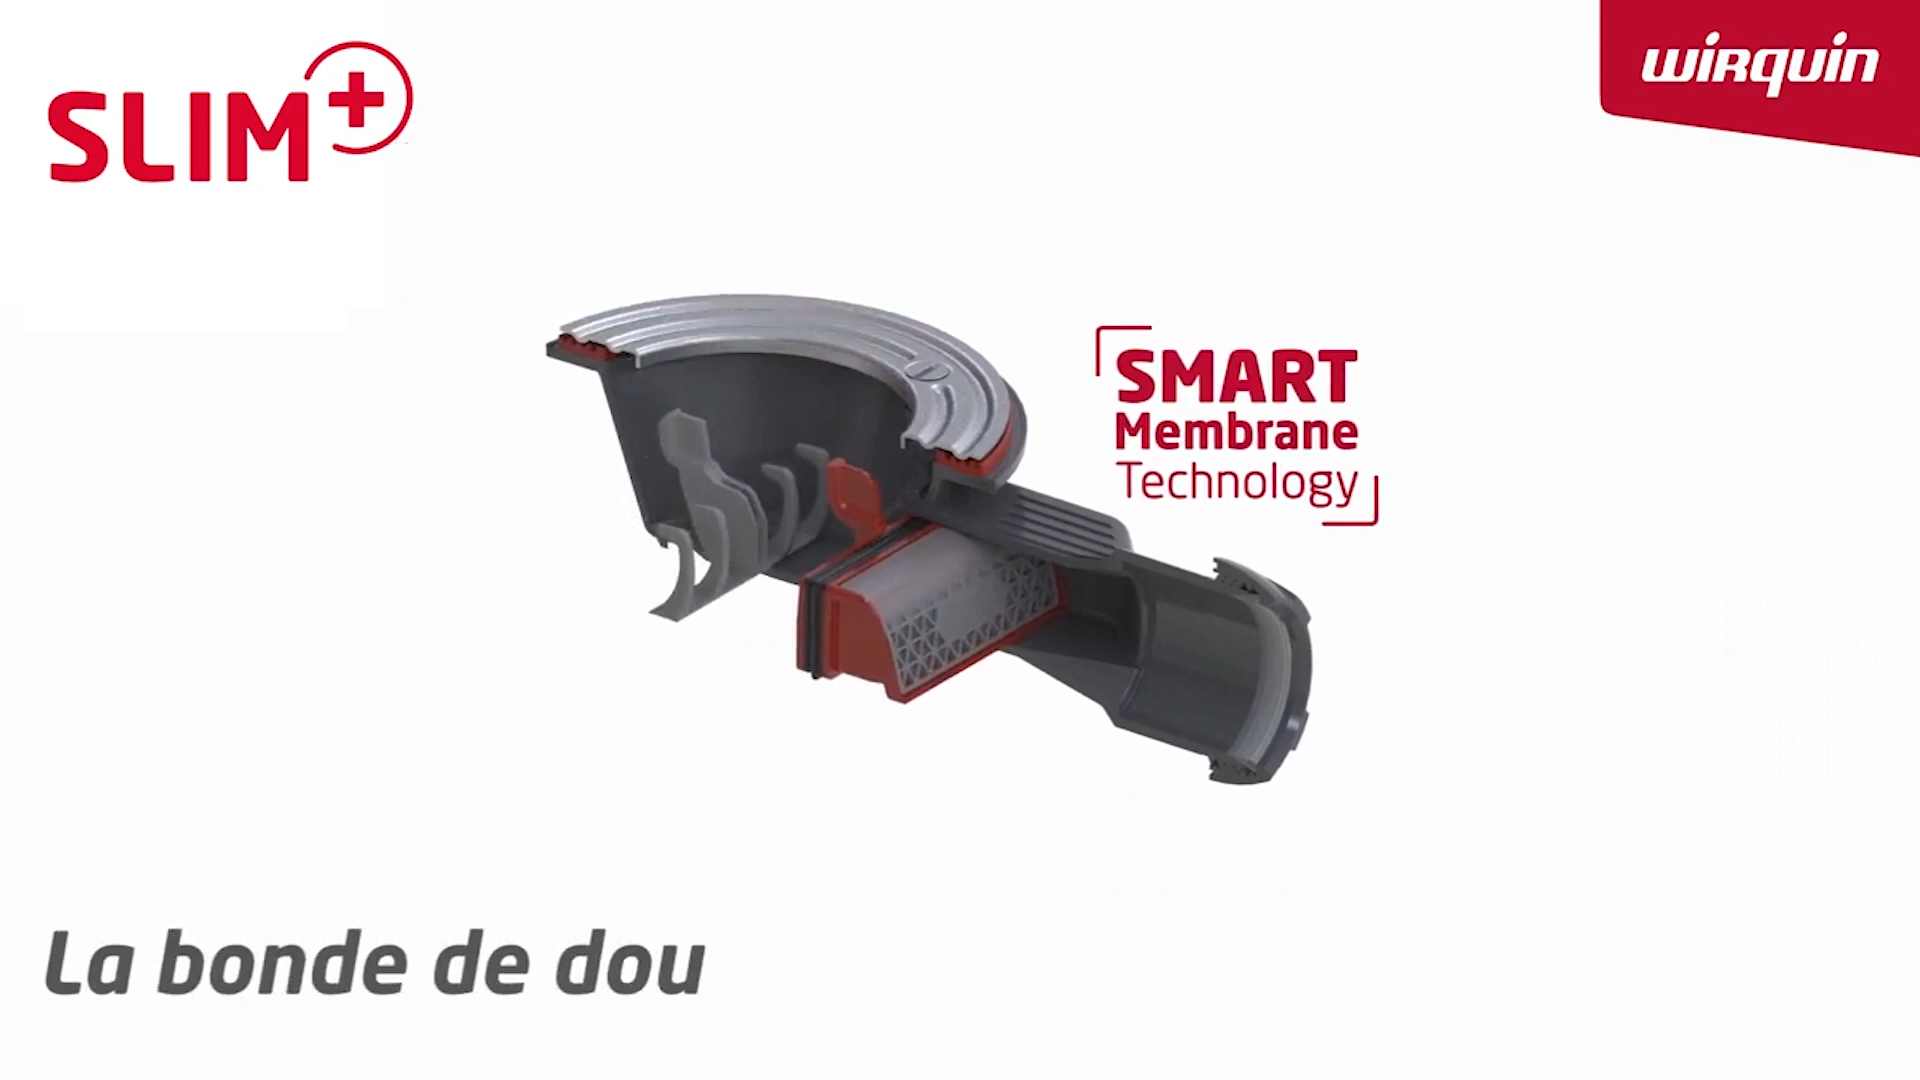 SLIM+
wirquin
SMART
Membrane
Technology
La bonde de dou